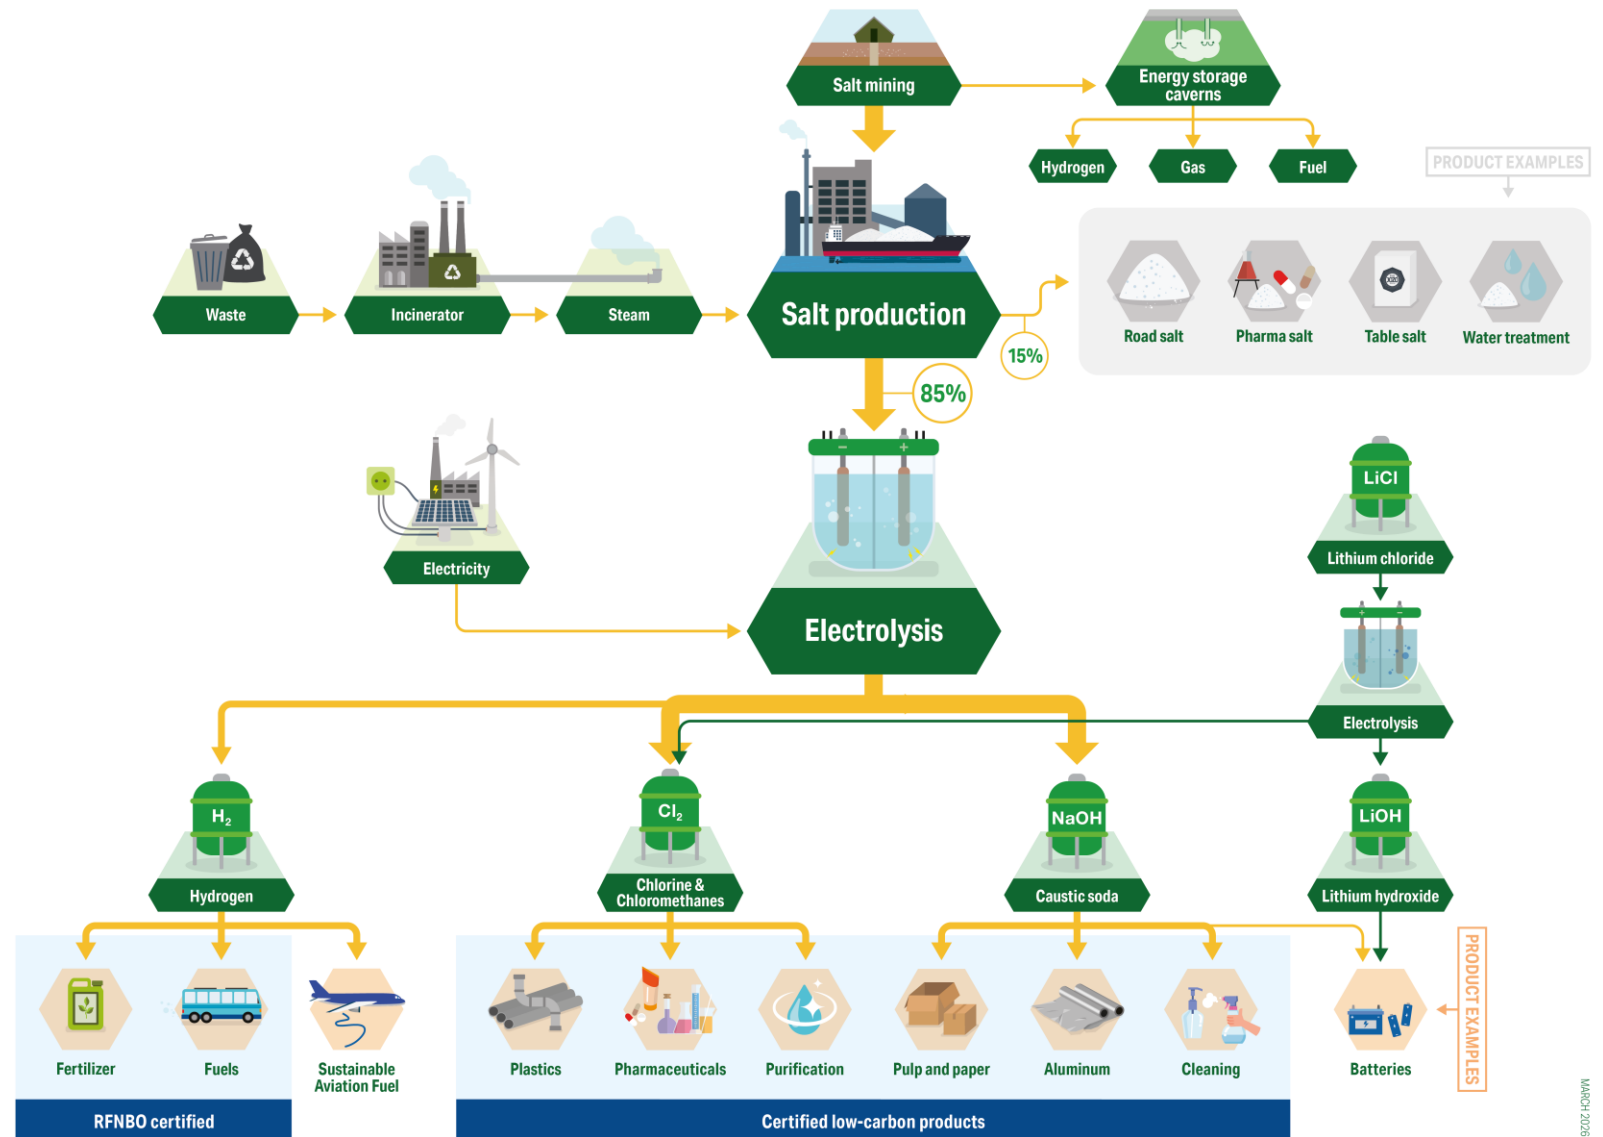 Salt mining
Energy storage
caverns
Hydrogen
Gas
Fuel
PRODUCT EXAMPLES
Waste
Incinerator
Steam
Salt production
15%
Road salt
Pharma salt
Table salt
Water treatment
85%
Electricity
Electrolysis
LiCl
Lithium chloride
Electrolysis
H₂
Hydrogen
Cl₂
Chlorine &
Chloromethanes
NaOH
Caustic soda
LiOH
Lithium hydroxide
Fertilizer
Fuels
Sustainable
Aviation Fuel
Plastics
Pharmaceuticals
Purification
Pulp and paper
Aluminum
Cleaning
Batteries
PRODUCT EXAMPLES
RFNBO certified
Certified low-carbon products
MARCH 2026